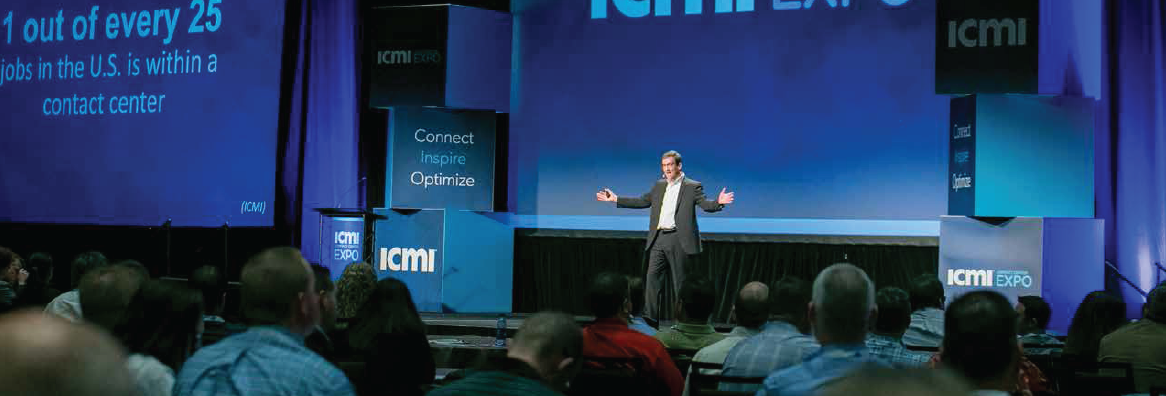 1 out of every 25
jobs in the U.S. is within a
contact center
(ICMI)
ICMI EXPO
Connect
Inspire
Optimize
ICMI
EXPO
ICMI
ICMI EXPO
ICMI
Connect
Inspire
Optimize
ICMI EXPO